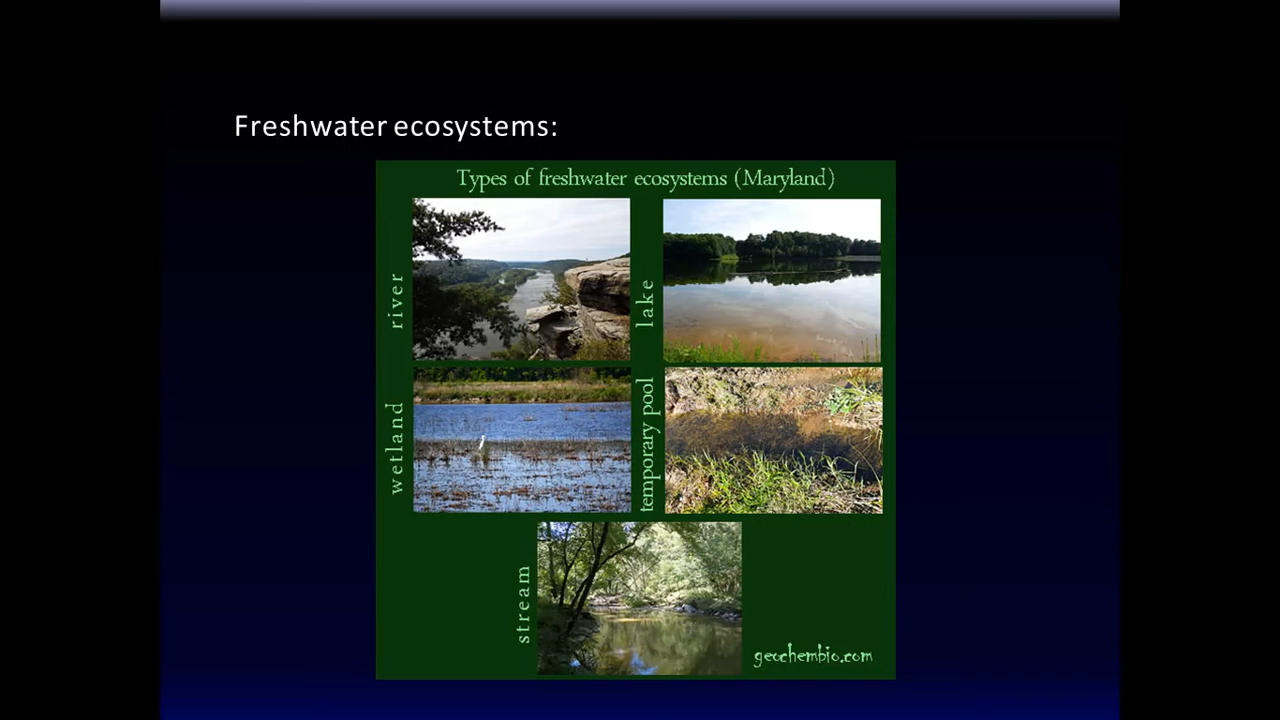 Freshwater ecosystems:
Types of freshwater ecosystems (Maryland)
river
lake
wetland
temporary pool
stream
geochembio.com